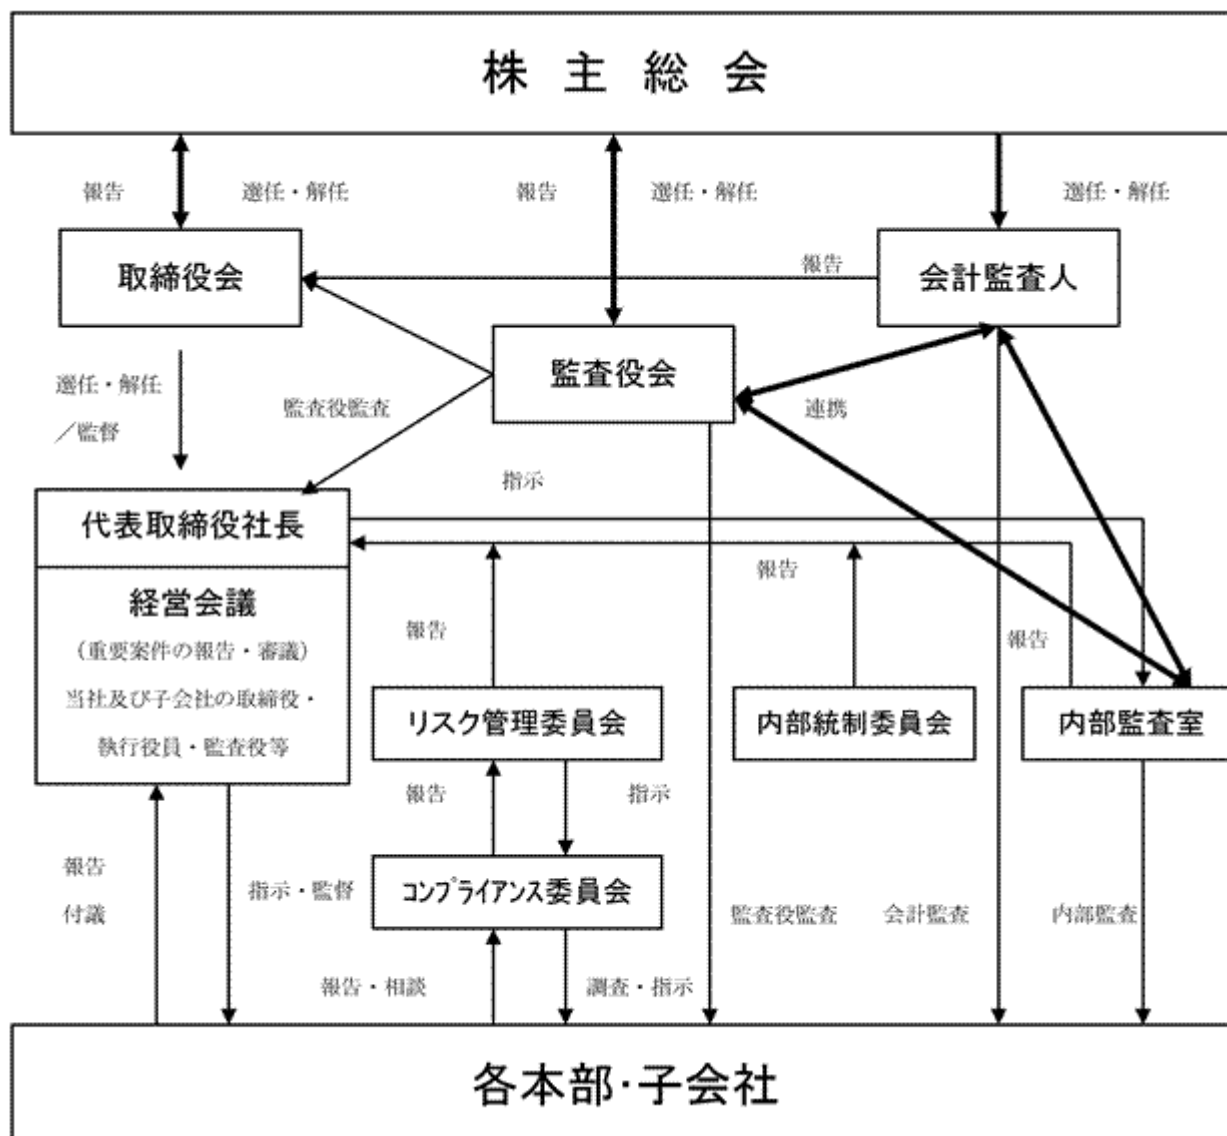 株主総会
報告
選任・解任
報告
選任・解任
選任・解任
取締役会
報告
会計監査人
監査役会
選任・解任
／監督
監査役監査
連携
指示
代表取締役社長
経営会議
（重要案件の報告・審議）
当社及び子会社の取締役・
執行役員・監査役等
報告
報告
報告
リスク管理委員会
内部統制委員会
内部監査室
報告
指示
コンプライアンス委員会
報告
付議
指示・監督
監査役監査
会計監査
内部監査
報告・相談
調査・指示
各本部・子会社